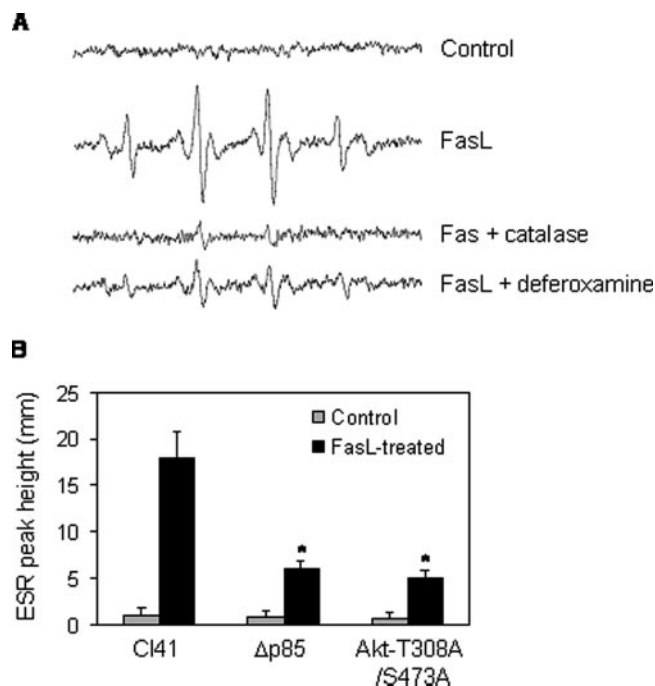 A
Control
FasL
Fas + catalase
FasL + deferoxamine
B
ESR peak height (mm)
25
20
15
10
5
0
Control
FasL-treated
*
*
Cl41
Δp85
Akt-T308A
/S473A